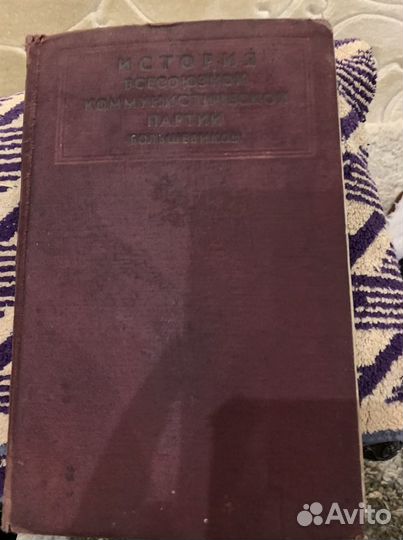 ИСТОРИЯ
ВСЕСОЮЗНОЙ
КОММУНИСТИЧЕСКОЙ
ПАРТИИ
БОЛЬШЕВИКОВ
Avito